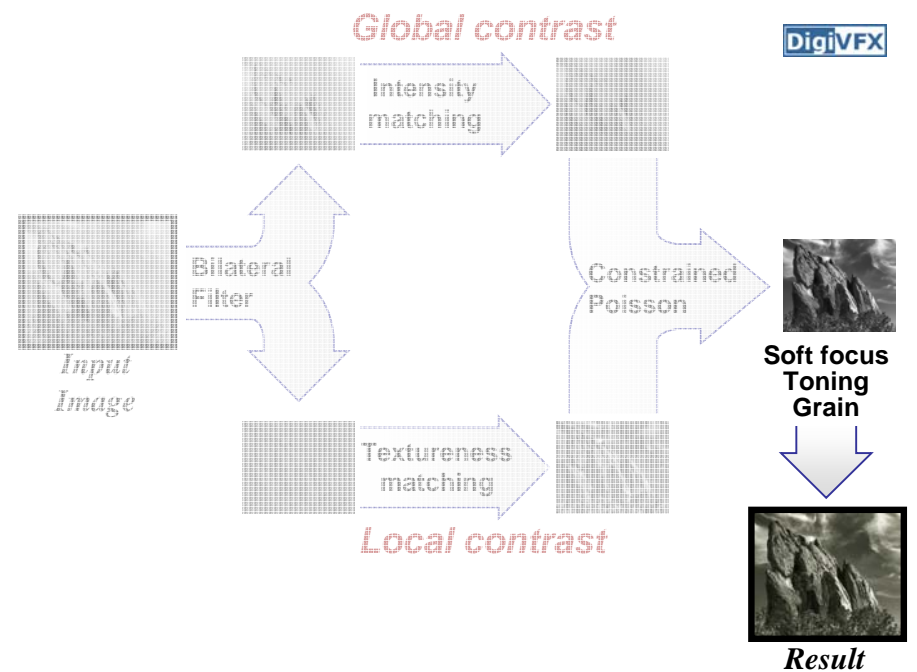 Global contrast
DigiVFX
Intensity
matching
Bilateral
Filter
Constrained
Poisson
Input
Image
Soft focus
Toning
Grain
Textureness
matching
Local contrast
Result